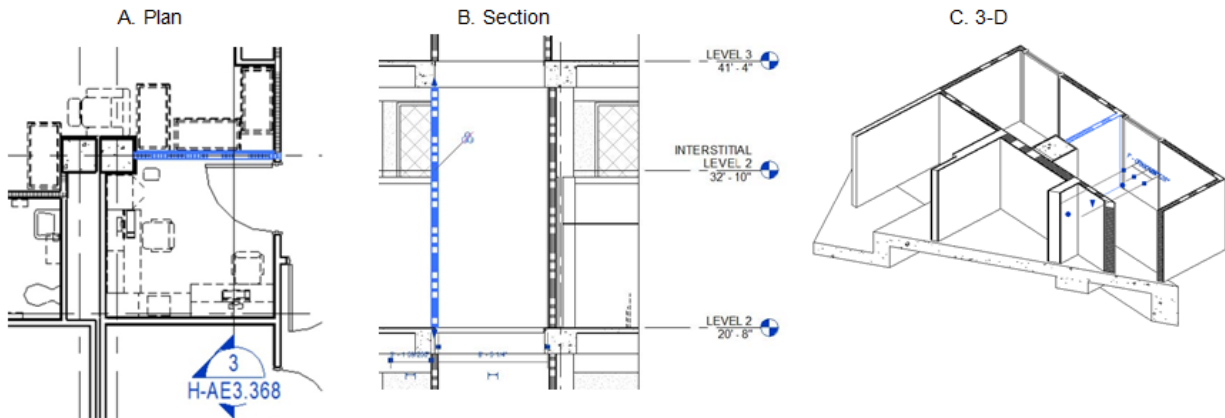 A. Plan
B. Section
C. 3-D
LEVEL 3
41' - 4"
INTERSTITIAL
LEVEL 2
32' - 10"
LEVEL 2
20' - 8"
3
H-AE3.368